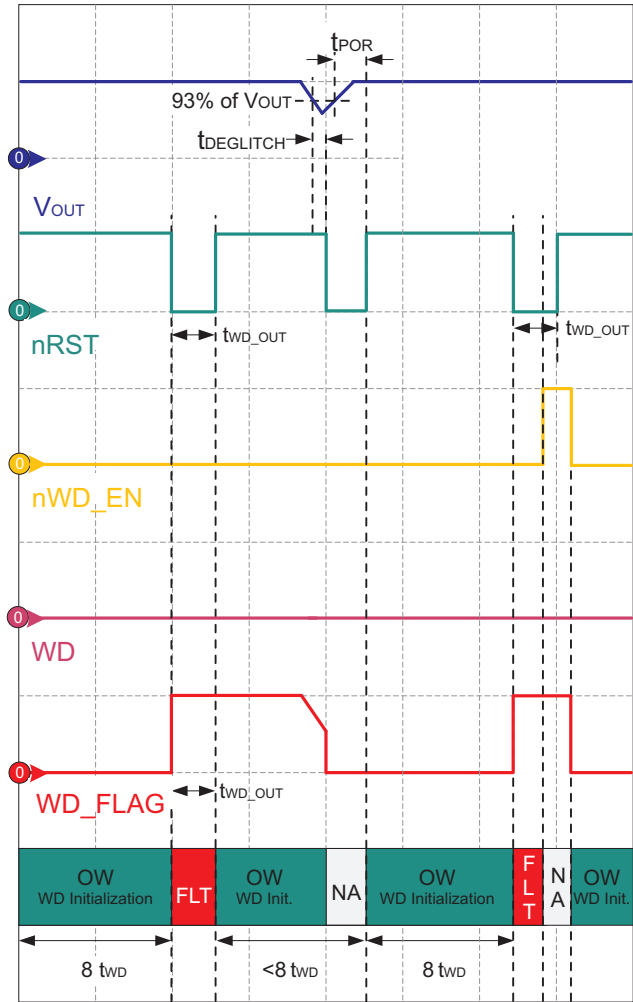 tPOR
93% of VOUT
tDEGLITCH
0
VOUT
0
nRST
tWD_OUT
tWD_OUT
0
nWD_EN
0
WD
0
WD_FLAG
tWD_OUT
OW
WD Initialization
FLT
OW
WD Init.
NA
OW
WD Initialization
F
L
T
N
A
OW
WD Init.
8 tWD
<8 tWD
8 tWD